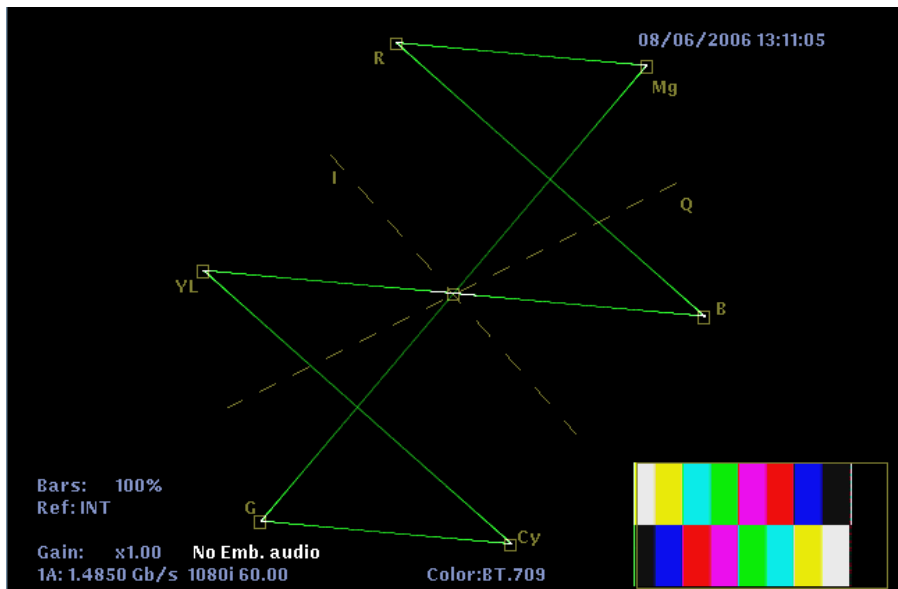 08/06/2006 13:11:05
R
Mg
I
Q
YL
B
Bars: 100%
Ref: INT
G
Cy
Gain: x1.00 No Emb. audio
1A: 1.4850 Gb/s 1080i 60.00 Color:BT.709